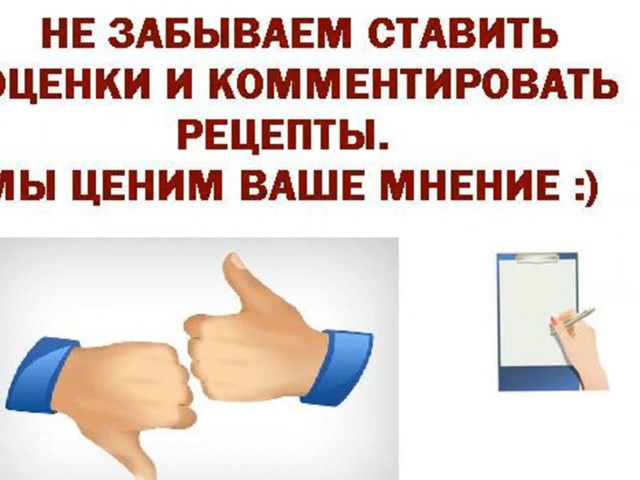 НЕ ЗАБЫВАЕМ СТАВИТЬ
ОЦЕНКИ И КОММЕНТИРОВАТЬ
РЕЦЕПТЫ.
МЫ ЦЕНИМ ВАШЕ МНЕНИЕ :)